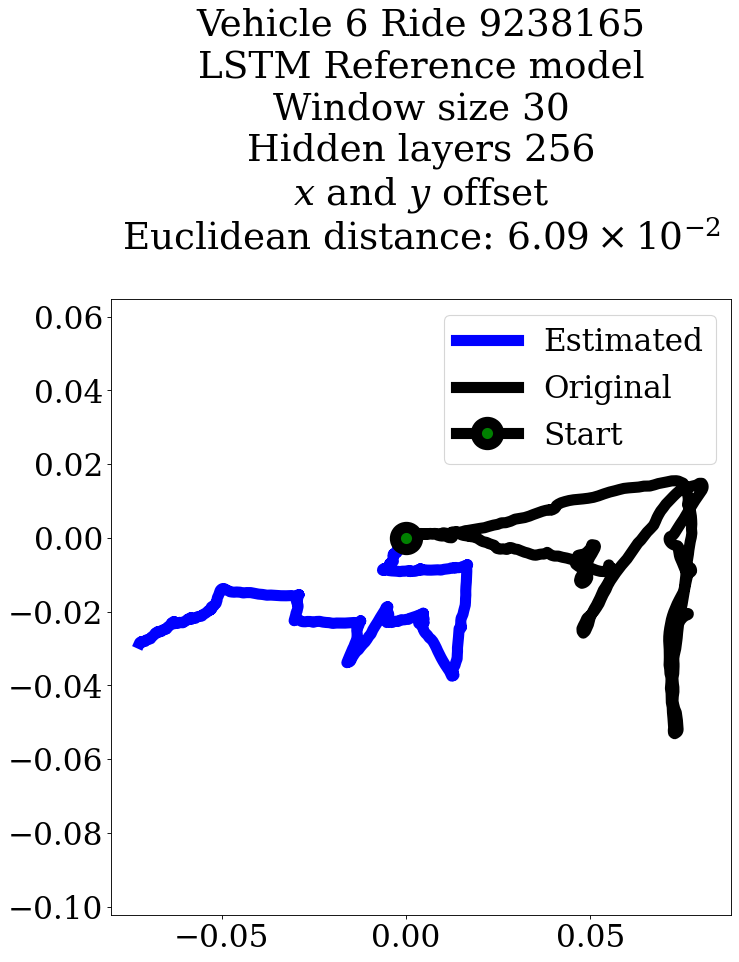 Vehicle 6 Ride 9238165
LSTM Reference model
Window size 30
Hidden layers 256
x and y offset
Euclidean distance: 6.09 × 10⁻²
Estimated
Original
Start
0.06
0.04
0.02
0.00
−0.02
−0.04
−0.06
−0.08
−0.10
−0.05
0.00
0.05